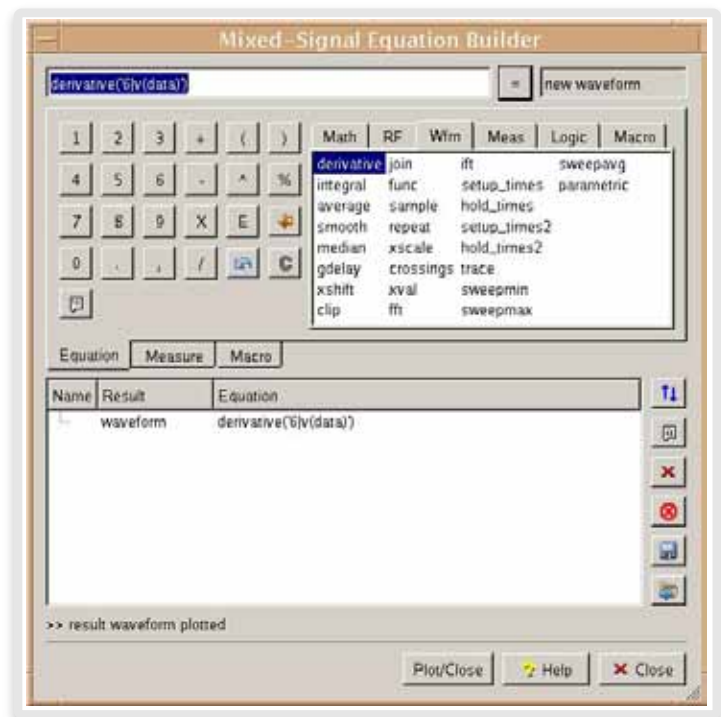 Mixed-Signal Equation Builder
derivative('6|v(data)')
= new waveform
1 2 3 + ( )
4 5 6 - ^ %
7 8 9 X E
0 . , / C
Math RF Wfm Meas Logic Macro
derivative join ift sweepavg
integral func setup_times parametric
average sample hold_times
smooth repeat setup_times2
median xscale hold_times2
gdelay crossings trace
xshift xval sweepmin
clip fft sweepmax
Equation Measure Macro
Name Result Equation
waveform derivative('6|v(data)')
>> result waveform plotted
Plot/Close Help Close